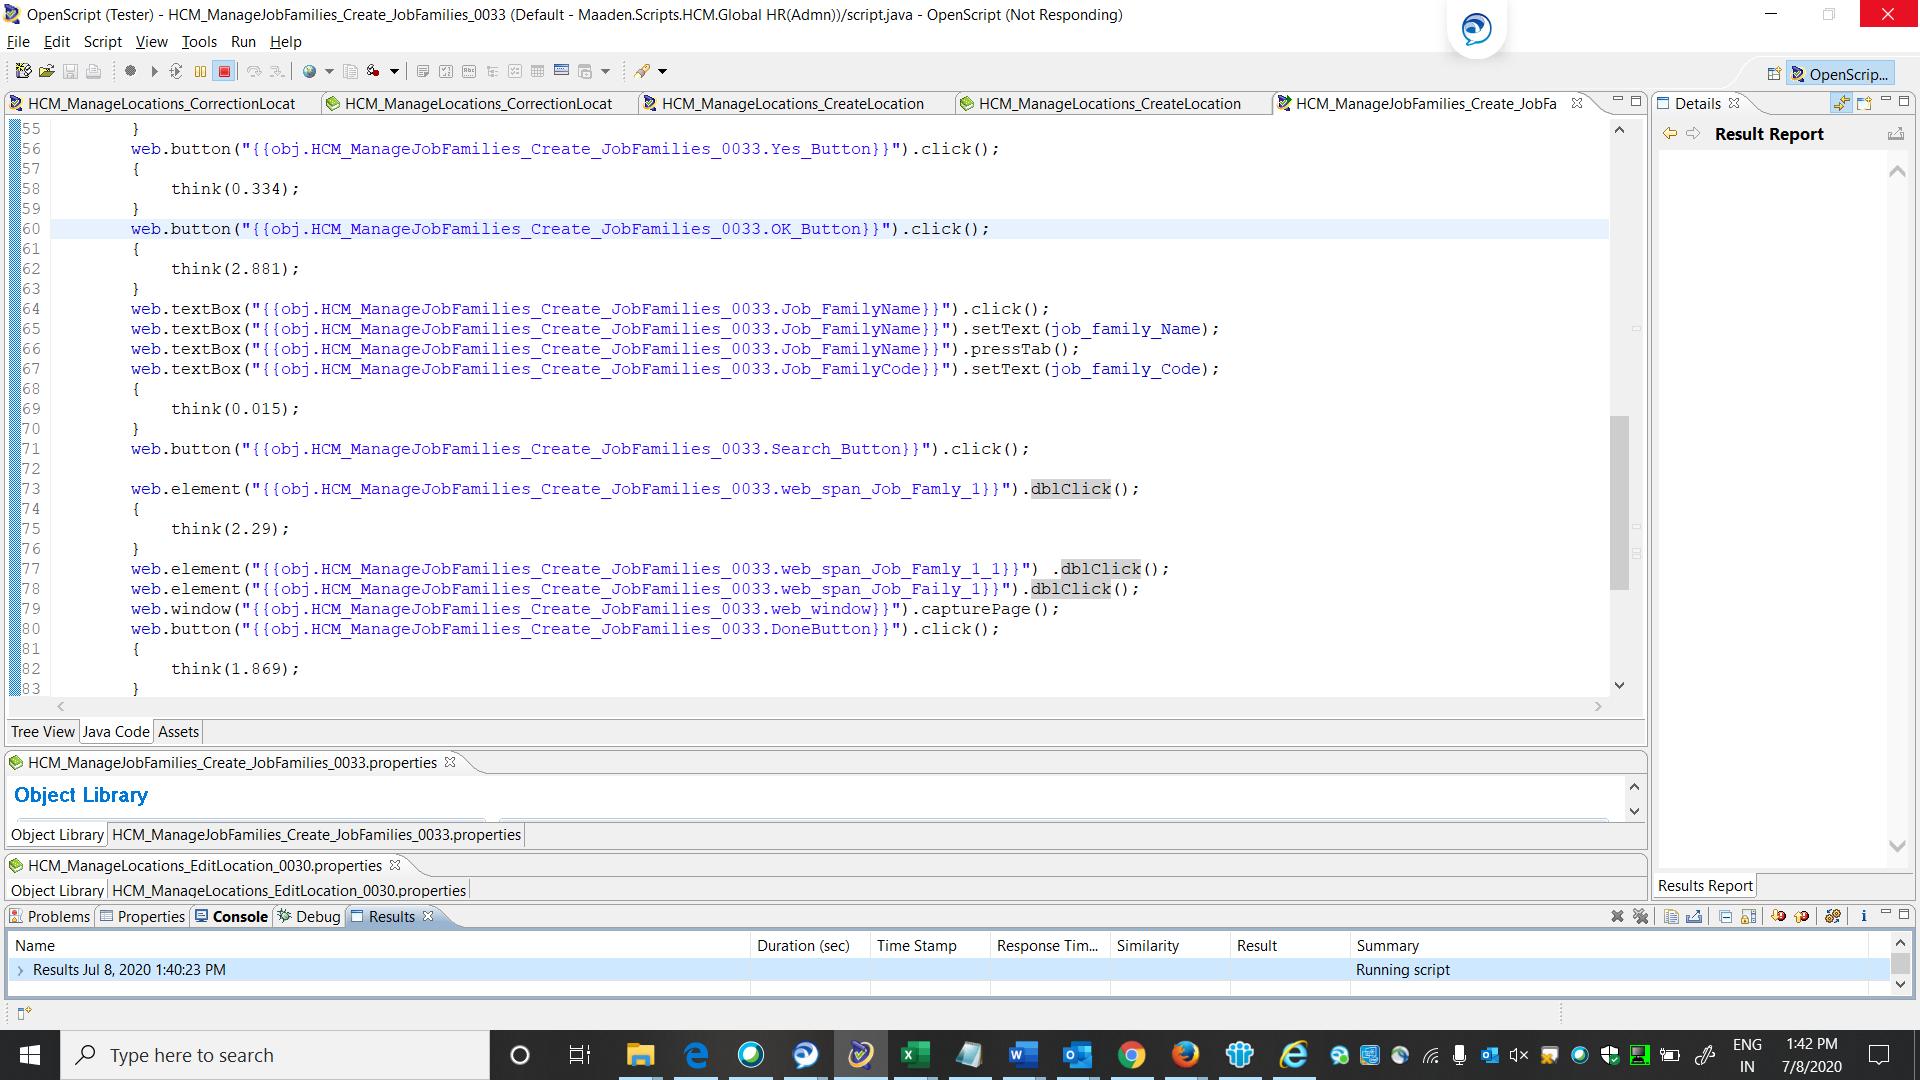 OpenScript (Tester) - HCM_ManageJobFamilies_Create_JobFamilies_0033 (Default - Maaden.Scripts.HCM.Global HR(Admn))/script.java - OpenScript (Not Responding)
File Edit Script View Tools Run Help
OpenScrip...
HCM_ManageLocations_CorrectionLocat HCM_ManageLocations_CorrectionLocat HCM_ManageLocations_CreateLocation HCM_ManageLocations_CreateLocation HCM_ManageJobFamilies_Create_JobFa
Details
Result Report
55 }
56 web.button("{{obj.HCM_ManageJobFamilies_Create_JobFamilies_0033.Yes_Button}}").click();
57 {
58 think(0.334);
59 }
60 web.button("{{obj.HCM_ManageJobFamilies_Create_JobFamilies_0033.OK_Button}}").click();
61 {
62 think(2.881);
63 }
64 web.textBox("{{obj.HCM_ManageJobFamilies_Create_JobFamilies_0033.Job_FamilyName}}").click();
65 web.textBox("{{obj.HCM_ManageJobFamilies_Create_JobFamilies_0033.Job_FamilyName}}").setText(job_family_Name);
66 web.textBox("{{obj.HCM_ManageJobFamilies_Create_JobFamilies_0033.Job_FamilyName}}").pressTab();
67 web.textBox("{{obj.HCM_ManageJobFamilies_Create_JobFamilies_0033.Job_FamilyCode}}").setText(job_family_Code);
68 {
69 think(0.015);
70 }
71 web.button("{{obj.HCM_ManageJobFamilies_Create_JobFamilies_0033.Search_Button}}").click();
72
73 web.element("{{obj.HCM_ManageJobFamilies_Create_JobFamilies_0033.web_span_Job_Famly_1}}").dblClick();
74 {
75 think(2.29);
76 }
77 web.element("{{obj.HCM_ManageJobFamilies_Create_JobFamilies_0033.web_span_Job_Famly_1_1}}") .dblClick();
78 web.element("{{obj.HCM_ManageJobFamilies_Create_JobFamilies_0033.web_span_Job_Faily_1}}").dblClick();
79 web.window("{{obj.HCM_ManageJobFamilies_Create_JobFamilies_0033.web_window}}").capturePage();
80 web.button("{{obj.HCM_ManageJobFamilies_Create_JobFamilies_0033.DoneButton}}").click();
81 {
82 think(1.869);
83 }
Tree View Java Code Assets
HCM_ManageJobFamilies_Create_JobFamilies_0033.properties
Object Library
Object Library HCM_ManageJobFamilies_Create_JobFamilies_0033.properties
HCM_ManageLocations_EditLocation_0030.properties
Object Library HCM_ManageLocations_EditLocation_0030.properties
Results Report
Problems Properties Console Debug Results
Name Duration (sec) Time Stamp Response Tim... Similarity Result Summary
Results Jul 8, 2020 1:40:23 PM Running script
Type here to search
ENG
IN
1:42 PM
7/8/2020